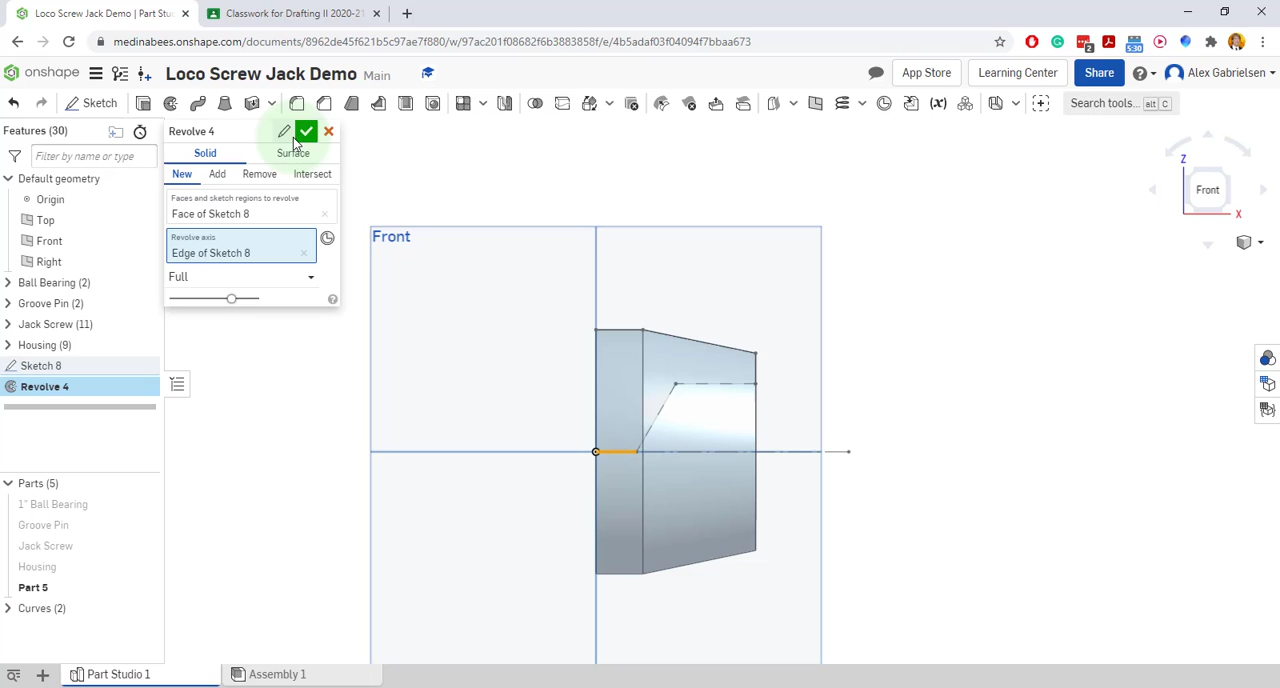 Loco Screw Jack Demo | Part Stud
Classwork for Drafting II 2020-21
medinabees.onshape.com/documents/8962de45f621b5c97ae7f880/w/97ac201f08682f6b3883858f/e/4b5adaf03f04094f7bbaa673
2
5:30
onshape
Loco Screw Jack Demo Main
App Store
Learning Center
Share
Alex Gabrielsen
Sketch
Search tools...
alt C
Features (30)
Filter by name or type
Default geometry
Origin
Top
Front
Right
Ball Bearing (2)
Groove Pin (2)
Jack Screw (11)
Housing (9)
Sketch 8
Revolve 4
Parts (5)
1" Ball Bearing
Groove Pin
Jack Screw
Housing
Part 5
Curves (2)
Revolve 4
Solid Surface
New Add Remove Intersect
Faces and sketch regions to revolve
Face of Sketch 8
Revolve axis
Edge of Sketch 8
Full
Front
Z
Front
X
Part Studio 1
Assembly 1